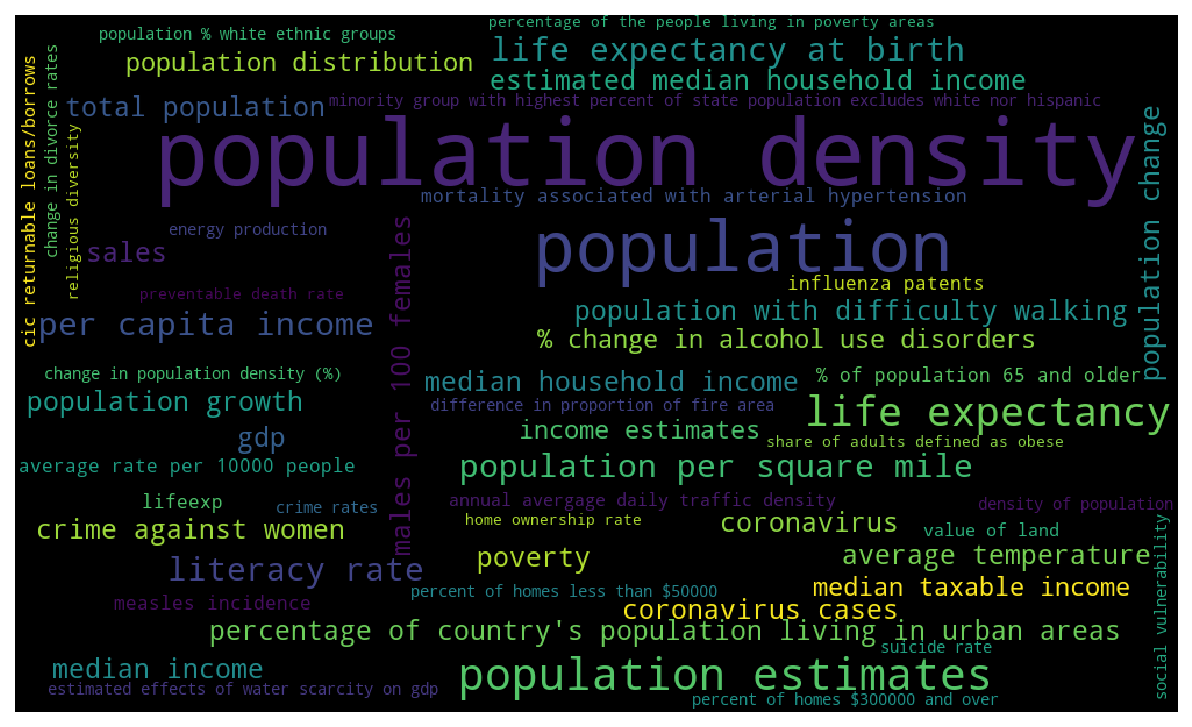 percentage of the people living in poverty areas
population % white ethnic groups
life expectancy at birth
population distribution
estimated median household income
cic returnable loans/borrows
change in divorce rates
religious diversity
total population
minority group with highest percent of state population excludes white nor hispanic
population density
population change
mortality associated with arterial hypertension
energy production
sales
males per 100 females
population
preventable death rate
influenza patents
per capita income
population with difficulty walking
% change in alcohol use disorders
change in population density (%)
median household income
% of population 65 and older
population growth
difference in proportion of fire area
life expectancy
gdp
income estimates
share of adults defined as obese
average rate per 10000 people
population per square mile
lifeexp
crime rates
annual avergage daily traffic density
density of population
crime against women
home ownership rate
coronavirus
value of land
poverty
average temperature
social vulnerability
literacy rate
percent of homes less than $50000
median taxable income
measles incidence
coronavirus cases
percentage of country's population living in urban areas
suicide rate
median income
population estimates
estimated effects of water scarcity on gdp
percent of homes $300000 and over